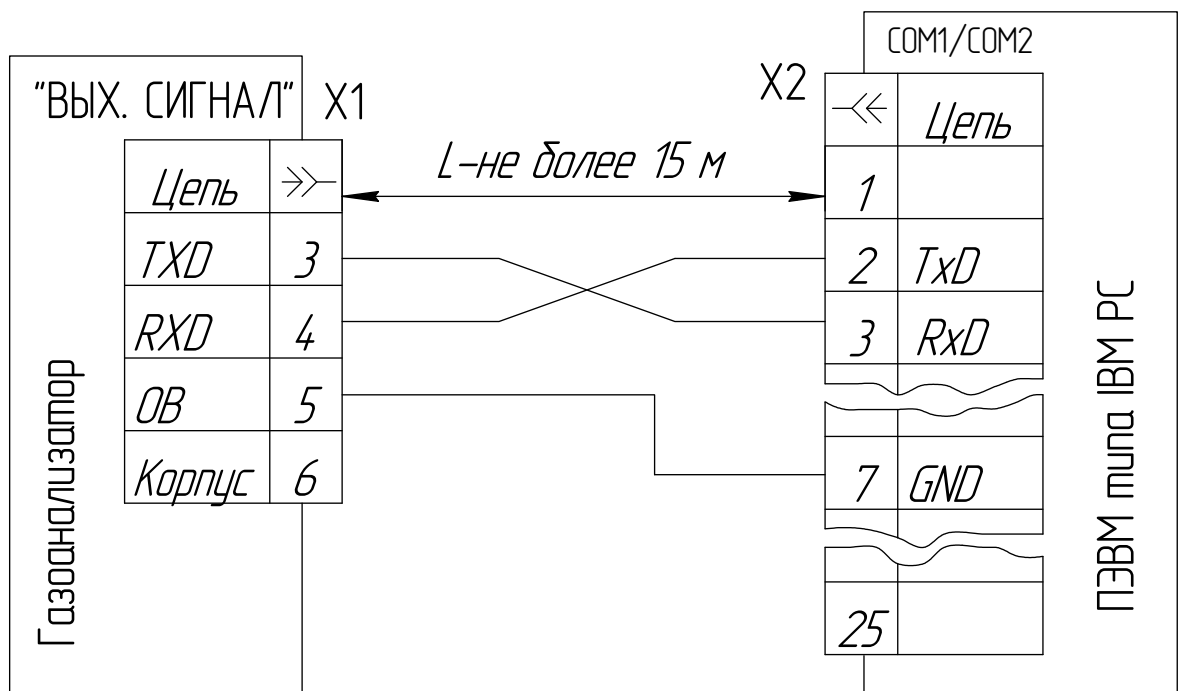 COM1/COM2
"ВЫХ. СИГНАЛ" X1
X2
Цепь
L-не более 15 м
Цепь
TXD 3
RXD 4
ОВ 5
Корпус 6
1
2 TxD
3 RxD
7 GND
25
Газоанализатор
ПЭВМ типа IBM PC